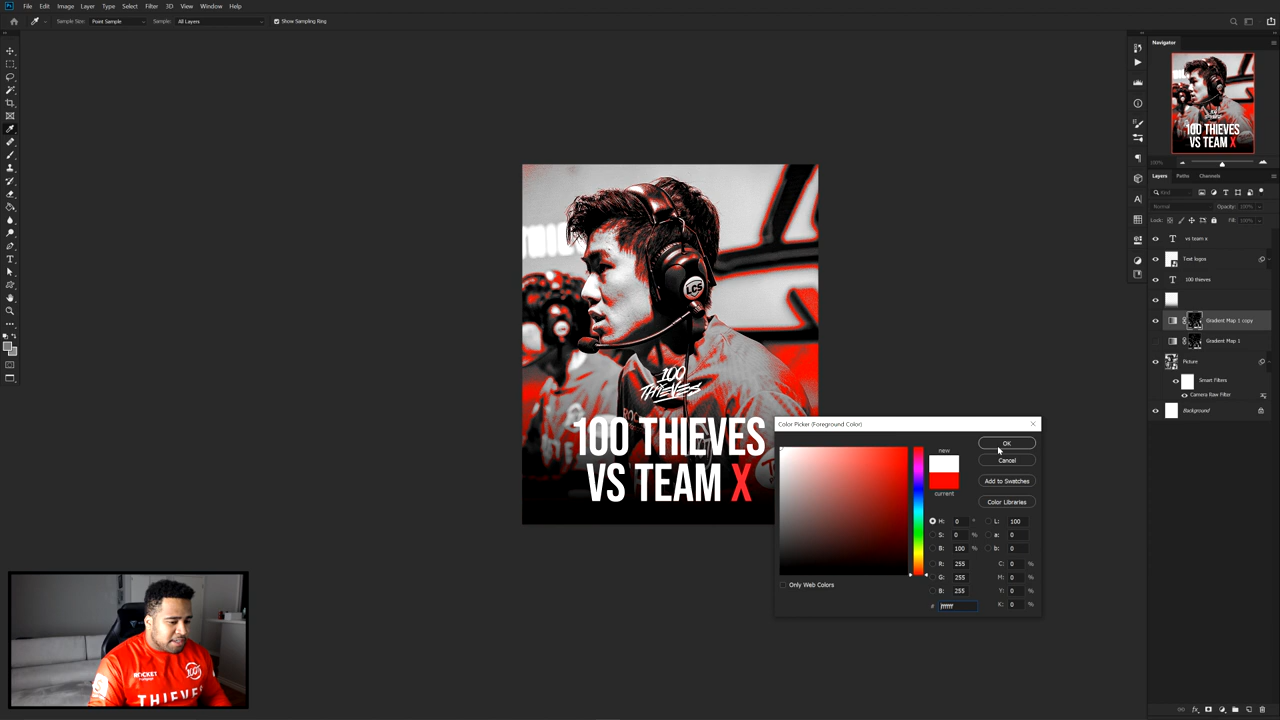 Ps File Edit Image Layer Type Select Filter 3D View Window Help
Sample Size: Point Sample Sample: All Layers Show Sampling Ring
Navigator
100 THIEVES
VS TEAM X
100%
Layers Paths Channels
Kind
Normal Opacity: 100%
Lock: Fill: 100%
vs team x
Text logos
100 thieves
Gradient Map 1 copy
Gradient Map 1
Picture
Smart Filters
Camera Raw Filter
Background
LCS
100
THIEVES
100 THIEVES
VS TEAM X
Color Picker (Foreground Color)
new
current
OK
Cancel
Add to Swatches
Color Libraries
H: 0 °
S: 0 %
B: 100 %
R: 255
G: 255
B: 255
# ffffff
L: 100
a: 0
b: 0
C: 0 %
M: 0 %
Y: 0 %
K: 0 %
Only Web Colors
ROCKET
THIEVES